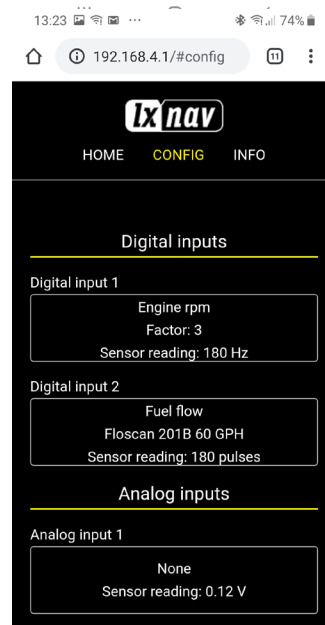 13:23 ... 74%
192.168.4.1/#config 11
lx nav
HOME CONFIG INFO
Digital inputs
Digital input 1
Engine rpm
Factor: 3
Sensor reading: 180 Hz
Digital input 2
Fuel flow
Floscan 201B 60 GPH
Sensor reading: 180 pulses
Analog inputs
Analog input 1
None
Sensor reading: 0.12 V